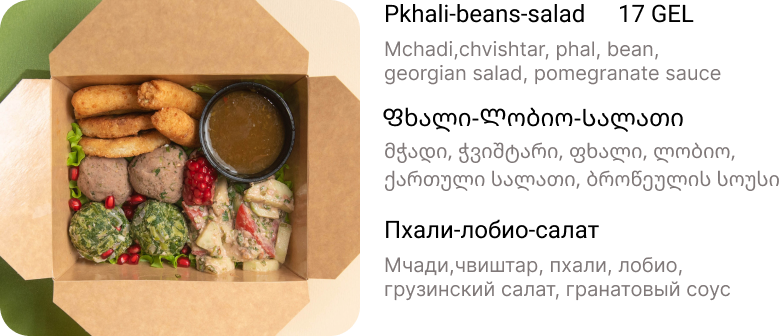 Pkhali-beans-salad 17 GEL
Mchadi,chvishtar, phal, bean,
georgian salad, pomegranate sauce
ფხალი-ლობიო-სალათი
მჭადი, ჭვიშტარი, ფხალი, ლობიო,
ქართული სალათი, ბროწეულის სოუსი
Пхали-лобио-салат
Мчади,чвиштар, пхали, лобио,
грузинский салат, гранатовый соус